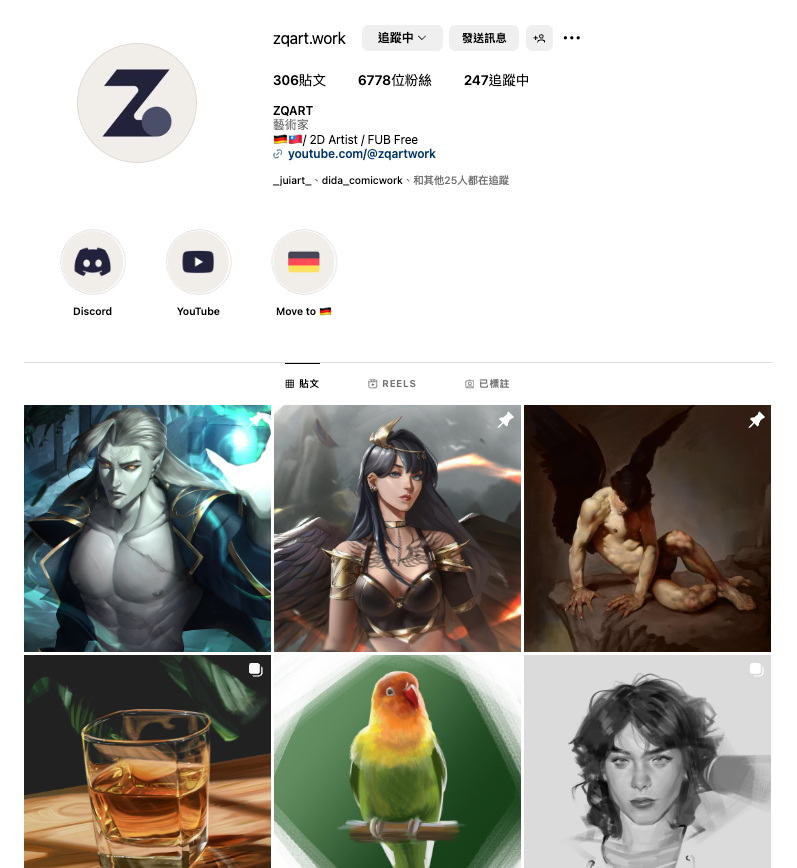 zqart.work 追蹤中 發送訊息
306貼文 6778位粉絲 247追蹤中
ZQART
藝術家
🇩🇪🇹🇼/ 2D Artist / FUB Free
youtube.com/@zqartwork
_juiart_、dida_comicwork、和其他25人都在追蹤
Discord YouTube Move to 🇩🇪
貼文 REELS 已標註